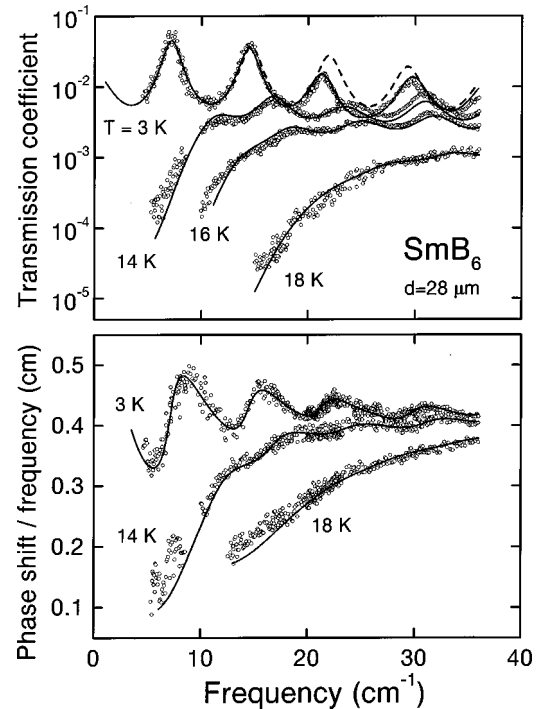 Transmission coefficient
10⁻¹
10⁻²
10⁻³
10⁻⁴
10⁻⁵
T = 3 K
14 K
16 K
18 K
SmB₆
d=28 μm
Phase shift / frequency (cm)
0.5
0.4
0.3
0.2
0.1
3 K
14 K
18 K
0 10 20 30 40
Frequency (cm⁻¹)